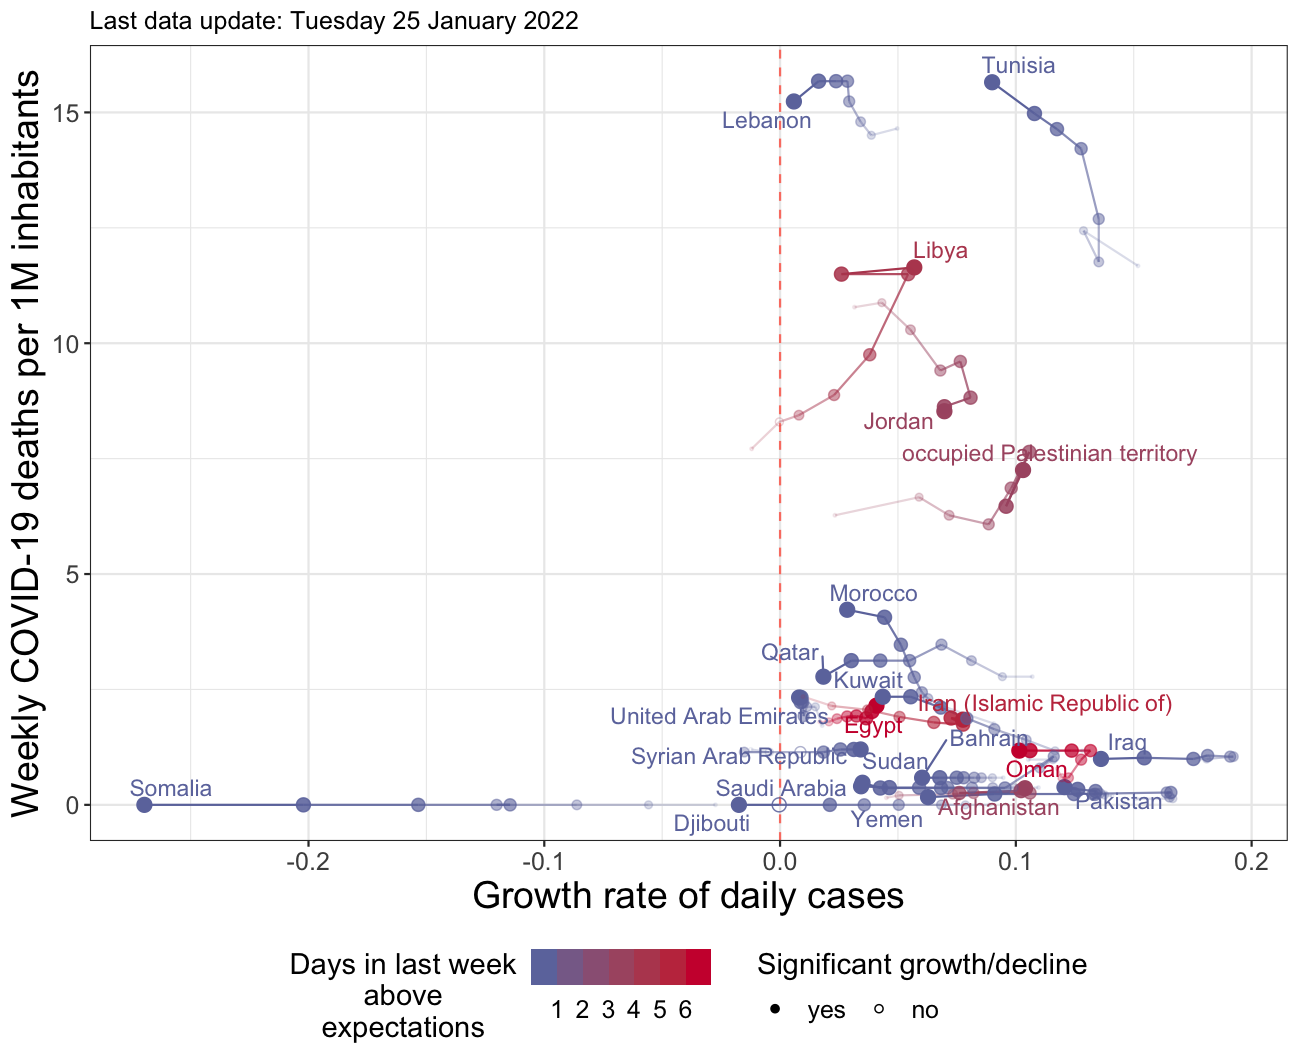 Last data update: Tuesday 25 January 2022
Weekly COVID-19 deaths per 1M inhabitants
15
10
5
0
Tunisia
Lebanon
Libya
Jordan
occupied Palestinian territory
Morocco
Qatar
Kuwait
Iran (Islamic Republic of)
United Arab Emirates
Egypt
Bahrain
Iraq
Syrian Arab Republic
Sudan
Oman
Somalia
Saudi Arabia
Pakistan
Afghanistan
Djibouti
Yemen
-0.2
-0.1
0.0
0.1
0.2
Growth rate of daily cases
Days in last week
above
expectations
1 2 3 4 5 6
Significant growth/decline
yes
no